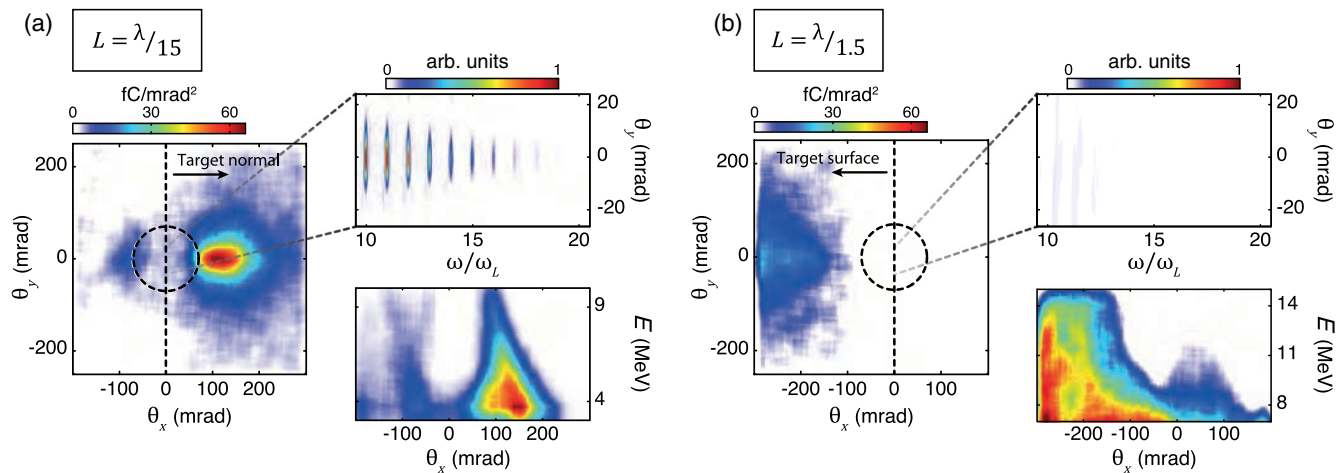 (a)
L = λ/15
fC/mrad²
0 30 60
Target normal
200
0
-200
θy (mrad)
-100 0 100 200
θx (mrad)
arb. units
0 1
20
0
-20
θy (mrad)
10 15 20
ω/ωL
9
4
E (MeV)
-100 0 100 200
θx (mrad)
(b)
L = λ/1.5
fC/mrad²
0 30 60
Target surface
200
0
-200
θy (mrad)
-200 -100 0 100
θx (mrad)
arb. units
0 1
20
0
-20
θy (mrad)
10 15 20
ω/ωL
14
11
8
E (MeV)
-200 -100 0 100
θx (mrad)